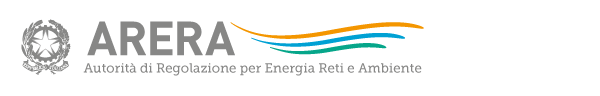 ARERA
Autorità di Regolazione per Energia Reti e Ambiente